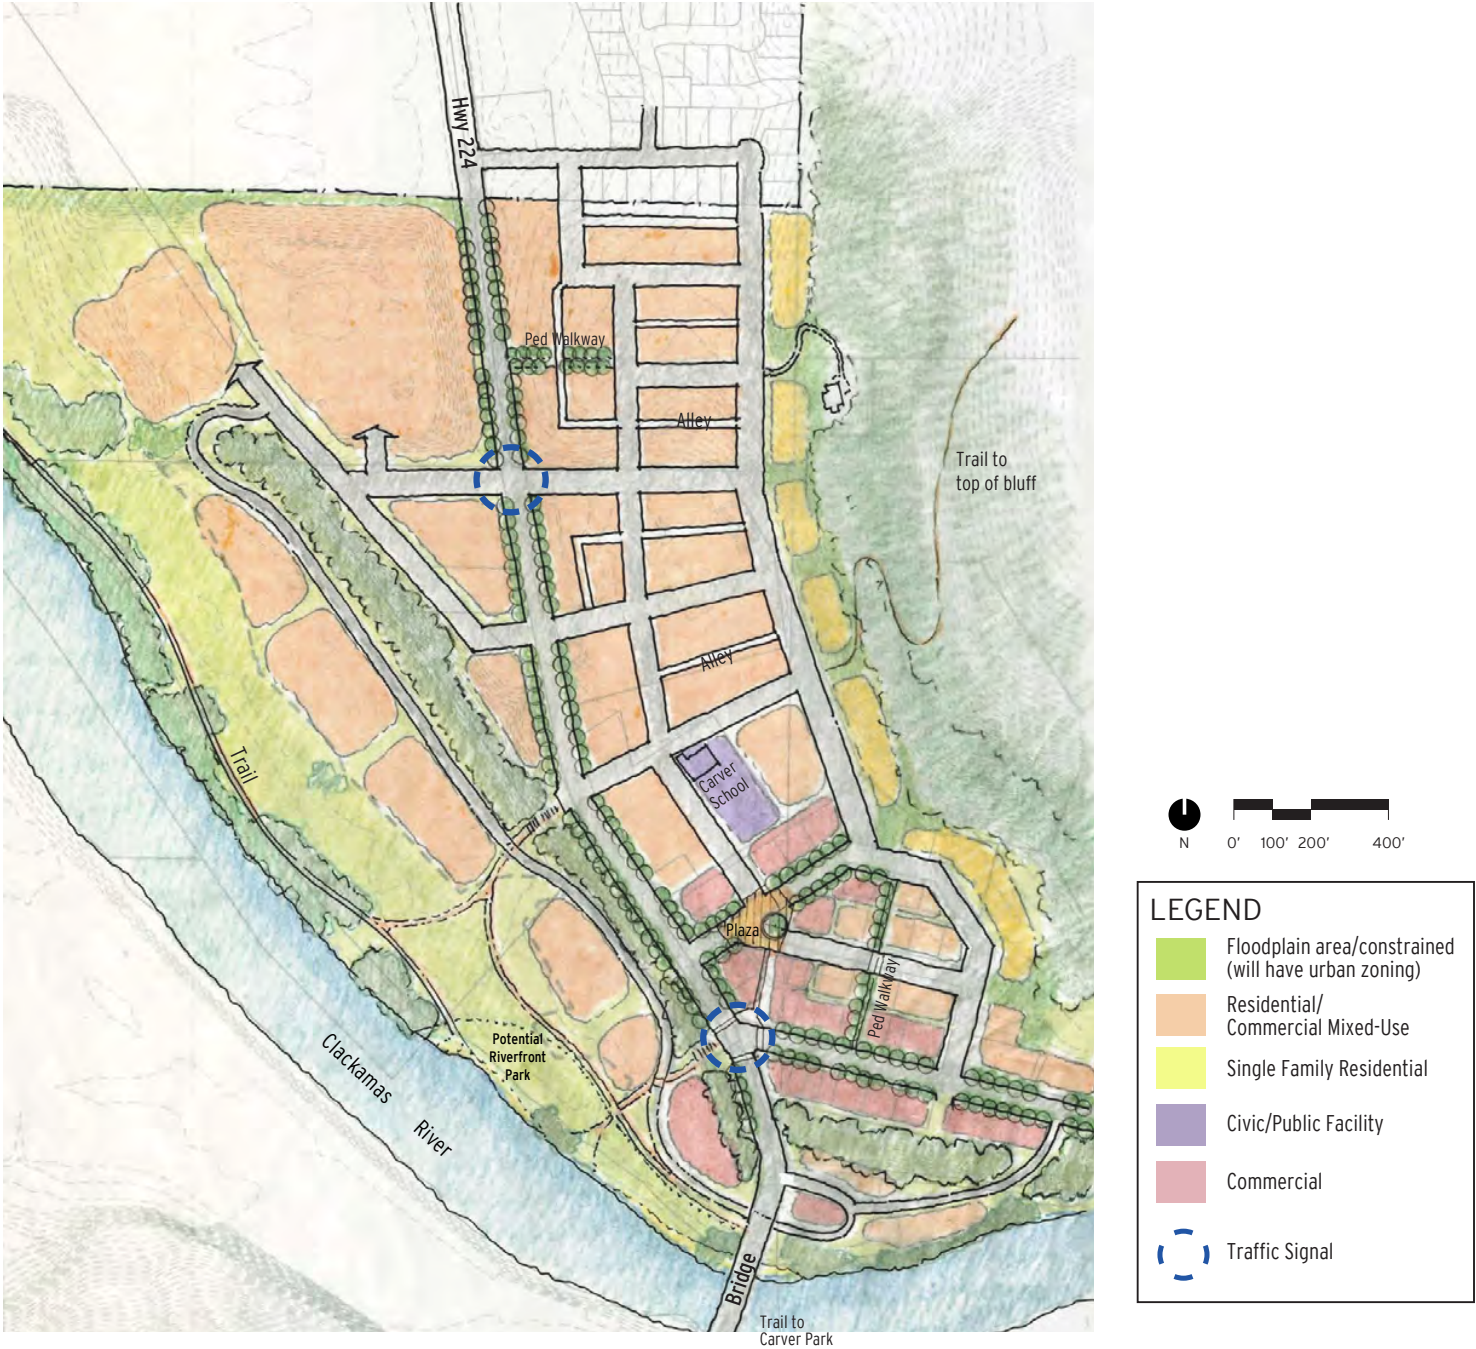 Hwy 224
Ped Walkway
Alley
Trail to
top of bluff
Alley
Trail
Carver
School
Plaza
Ped Walkway
Potential
Riverfront
Park
Clackamas
River
Bridge
Trail to
Carver Park
N
0' 100' 200' 400'
LEGEND
Floodplain area/constrained
(will have urban zoning)
Residential/
Commercial Mixed-Use
Single Family Residential
Civic/Public Facility
Commercial
Traffic Signal